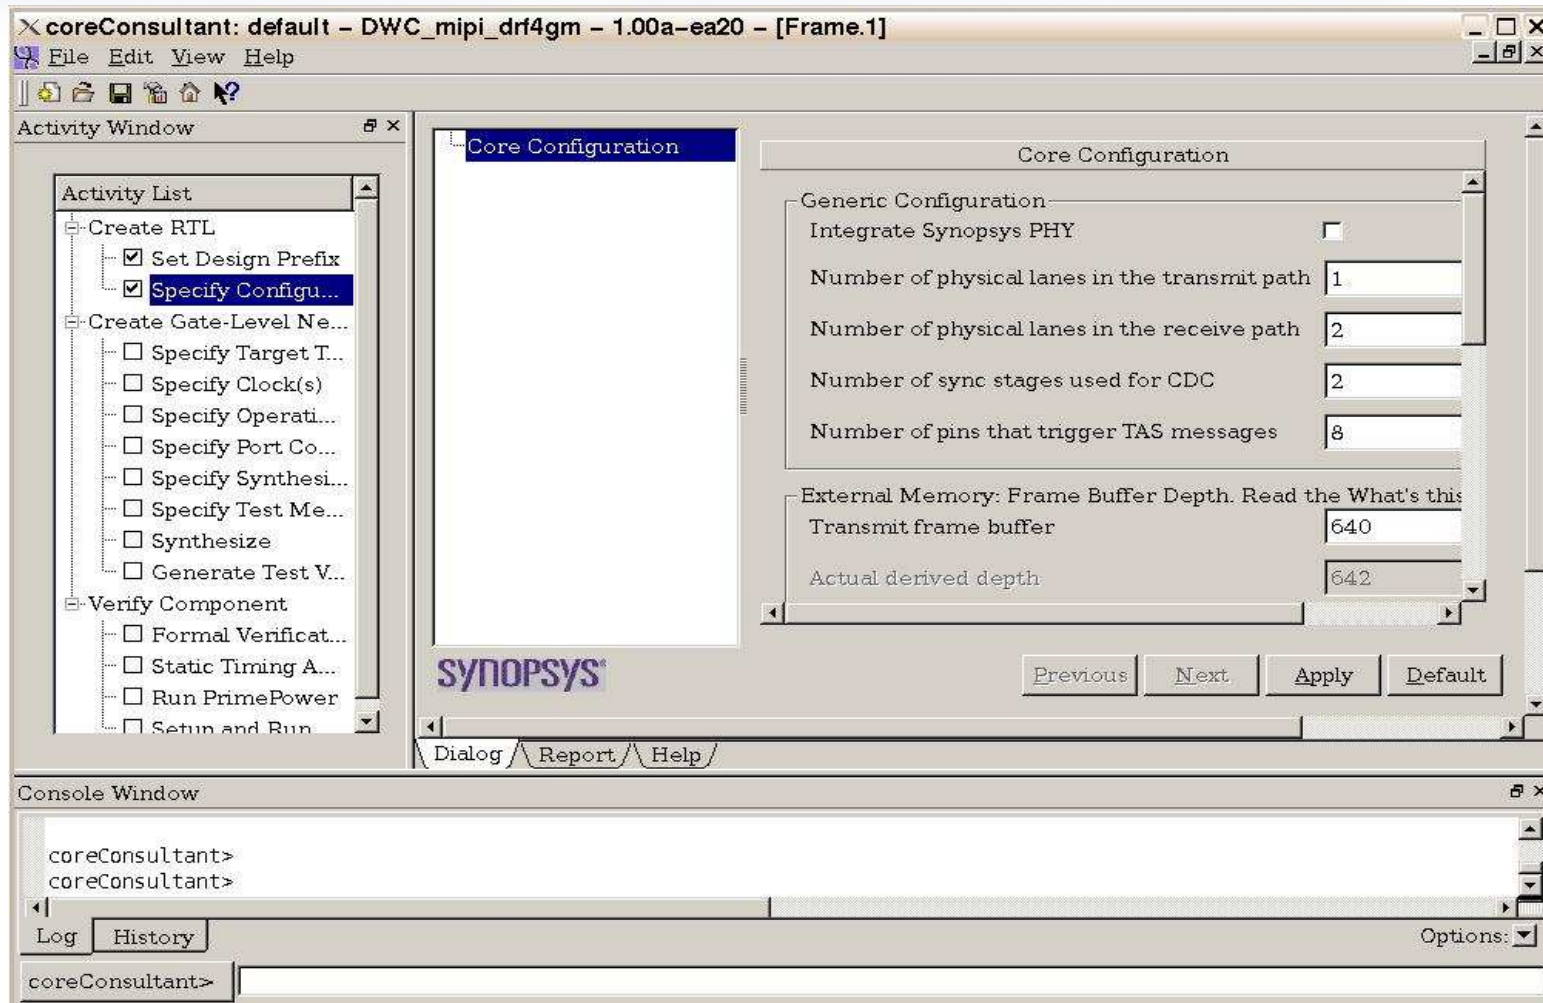 coreConsultant: default – DWC_mipi_drf4gm – 1.00a–ea20 – [Frame.1]
File Edit View Help
Activity Window
Activity List
Create RTL
Set Design Prefix
Specify Configu...
Create Gate-Level Ne...
Specify Target T...
Specify Clock(s)
Specify Operati...
Specify Port Co...
Specify Synthesi...
Specify Test Me...
Synthesize
Generate Test V...
Verify Component
Formal Verificat...
Static Timing A...
Run PrimePower
Setup and Run
Core Configuration
SYNOPSYS
Core Configuration
Generic Configuration
Integrate Synopsys PHY
Number of physical lanes in the transmit path 1
Number of physical lanes in the receive path 2
Number of sync stages used for CDC 2
Number of pins that trigger TAS messages 8
External Memory: Frame Buffer Depth. Read the What's this
Transmit frame buffer 640
Actual derived depth 642
Previous Next Apply Default
Dialog Report Help
Console Window
coreConsultant>
coreConsultant>
Log History Options:
coreConsultant>